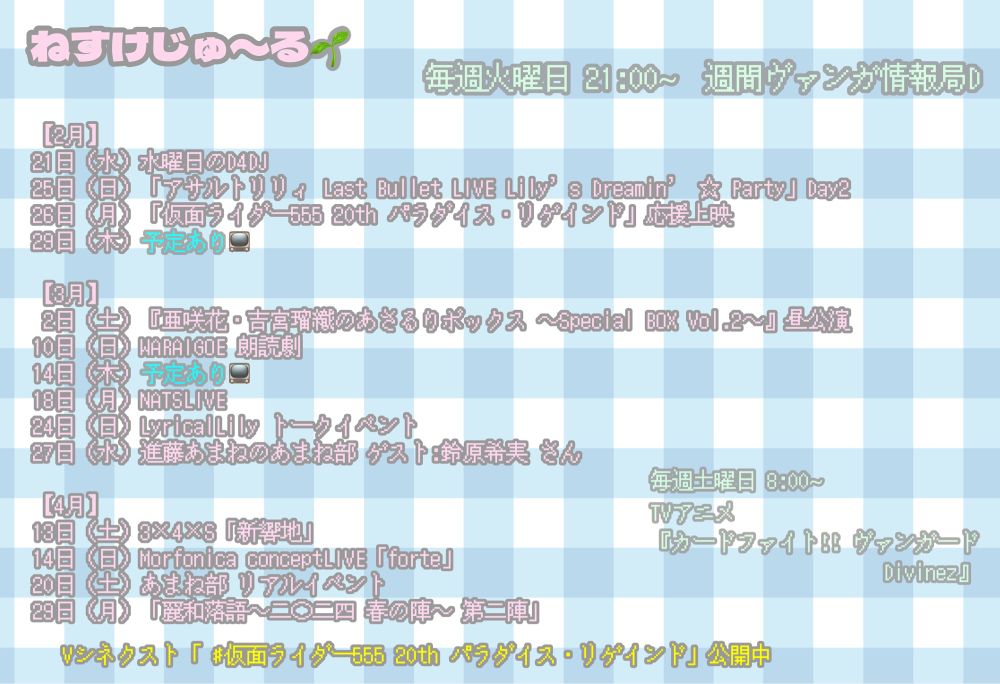 ねすけじゅ～る🌱
毎週火曜日 21:00~ 週間ヴァンガ情報局D
【2月】
21日（水）水曜日のD4DJ
25日（日）「アサルトリリィ Last Bullet LIVE Lily’s Dreamin’ ☆ Party」Day2
26日（月）「仮面ライダー555 20th パラダイス・リゲインド」応援上映
29日（木）予定あり📺
【3月】
2日（土）『亜咲花・吉宮瑠織のあさるりボックス ～Special BOX Vol.2～』昼公演
10日（日）WARAIGOE 朗読劇
14日（木）予定あり📺
18日（月）NATSLIVE
24日（日）LyricalLily トークイベント
27日（水）進藤あまねのあまね部 ゲスト:鈴原希実 さん
毎週土曜日 8:00~
TVアニメ
『カードファイト!! ヴァンガード
Divinez』
【4月】
13日（土）3×4×S「新響地」
14日（日）Morfonica conceptLIVE「forte」
20日（土）あまね部 リアルイベント
29日（月）「麗和落語～二〇二四 春の陣～ 第二陣」
Vシネクスト「 #仮面ライダー555 20th パラダイス・リゲインド」公開中